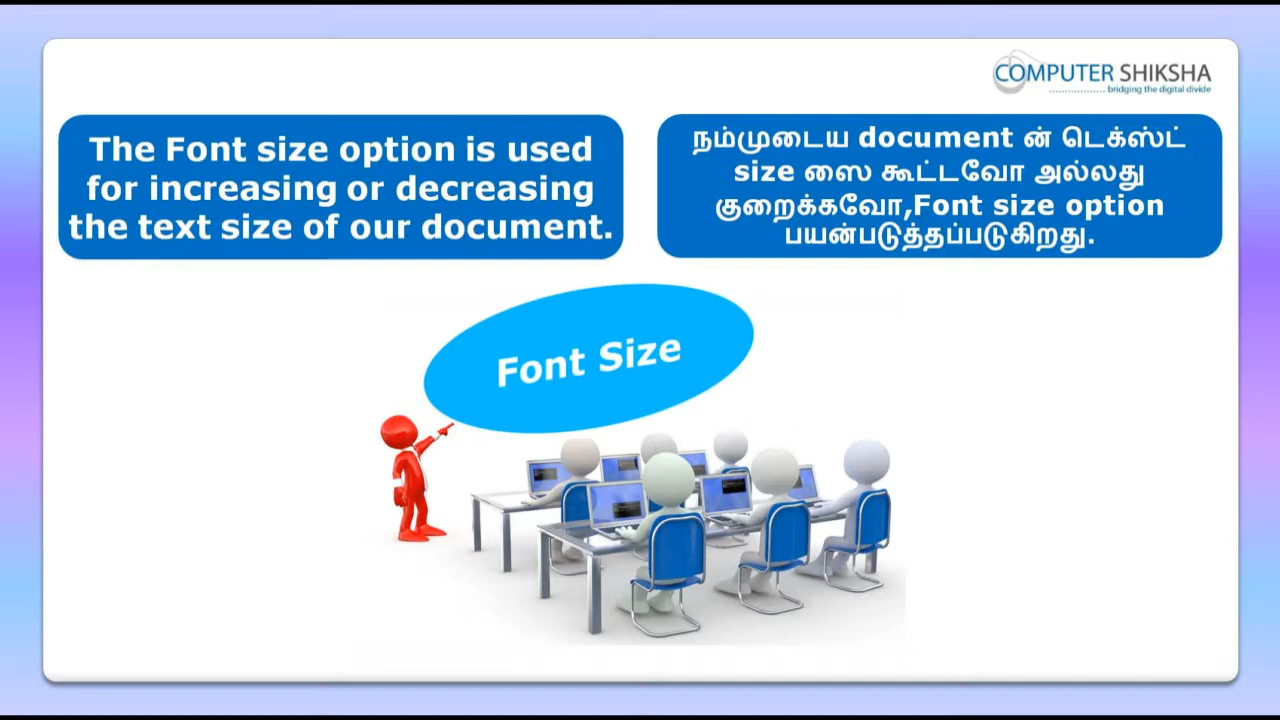 COMPUTER SHIKSHA
bridging the digital divide
The Font size option is used
for increasing or decreasing
the text size of our document.
நம்முடைய document ன் டெக்ஸ்ட்
size ஸை கூட்டவோ அல்லது
குறைக்கவோ,Font size option
பயன்படுத்தப்படுகிறது.
Font Size